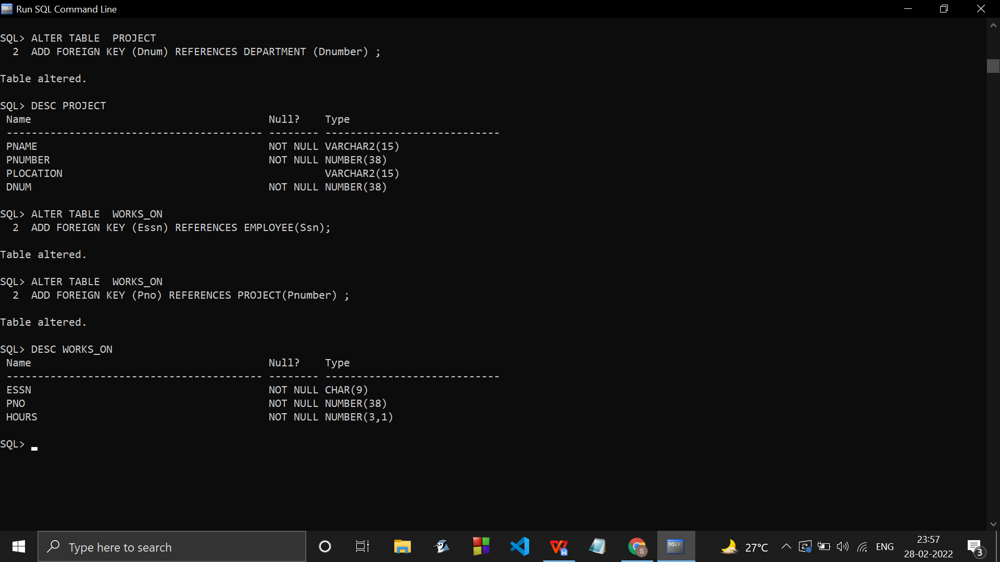 Run SQL Command Line
SQL> ALTER TABLE  PROJECT
  2  ADD FOREIGN KEY (Dnum) REFERENCES DEPARTMENT (Dnumber) ;
Table altered.
SQL> DESC PROJECT
 Name                                      Null?    Type
 ----------------------------------------- -------- ----------------------------
 PNAME                                     NOT NULL VARCHAR2(15)
 PNUMBER                                   NOT NULL NUMBER(38)
 PLOCATION                                          VARCHAR2(15)
 DNUM                                      NOT NULL NUMBER(38)
SQL> ALTER TABLE  WORKS_ON
  2  ADD FOREIGN KEY (Essn) REFERENCES EMPLOYEE(Ssn);
Table altered.
SQL> ALTER TABLE  WORKS_ON
  2  ADD FOREIGN KEY (Pno) REFERENCES PROJECT(Pnumber) ;
Table altered.
SQL> DESC WORKS_ON
 Name                                      Null?    Type
 ----------------------------------------- -------- ----------------------------
 ESSN                                      NOT NULL CHAR(9)
 PNO                                       NOT NULL NUMBER(38)
 HOURS                                     NOT NULL NUMBER(3,1)
SQL>
Type here to search
W
S
SQL>
27°C
ENG
23:57
28-02-2022
3